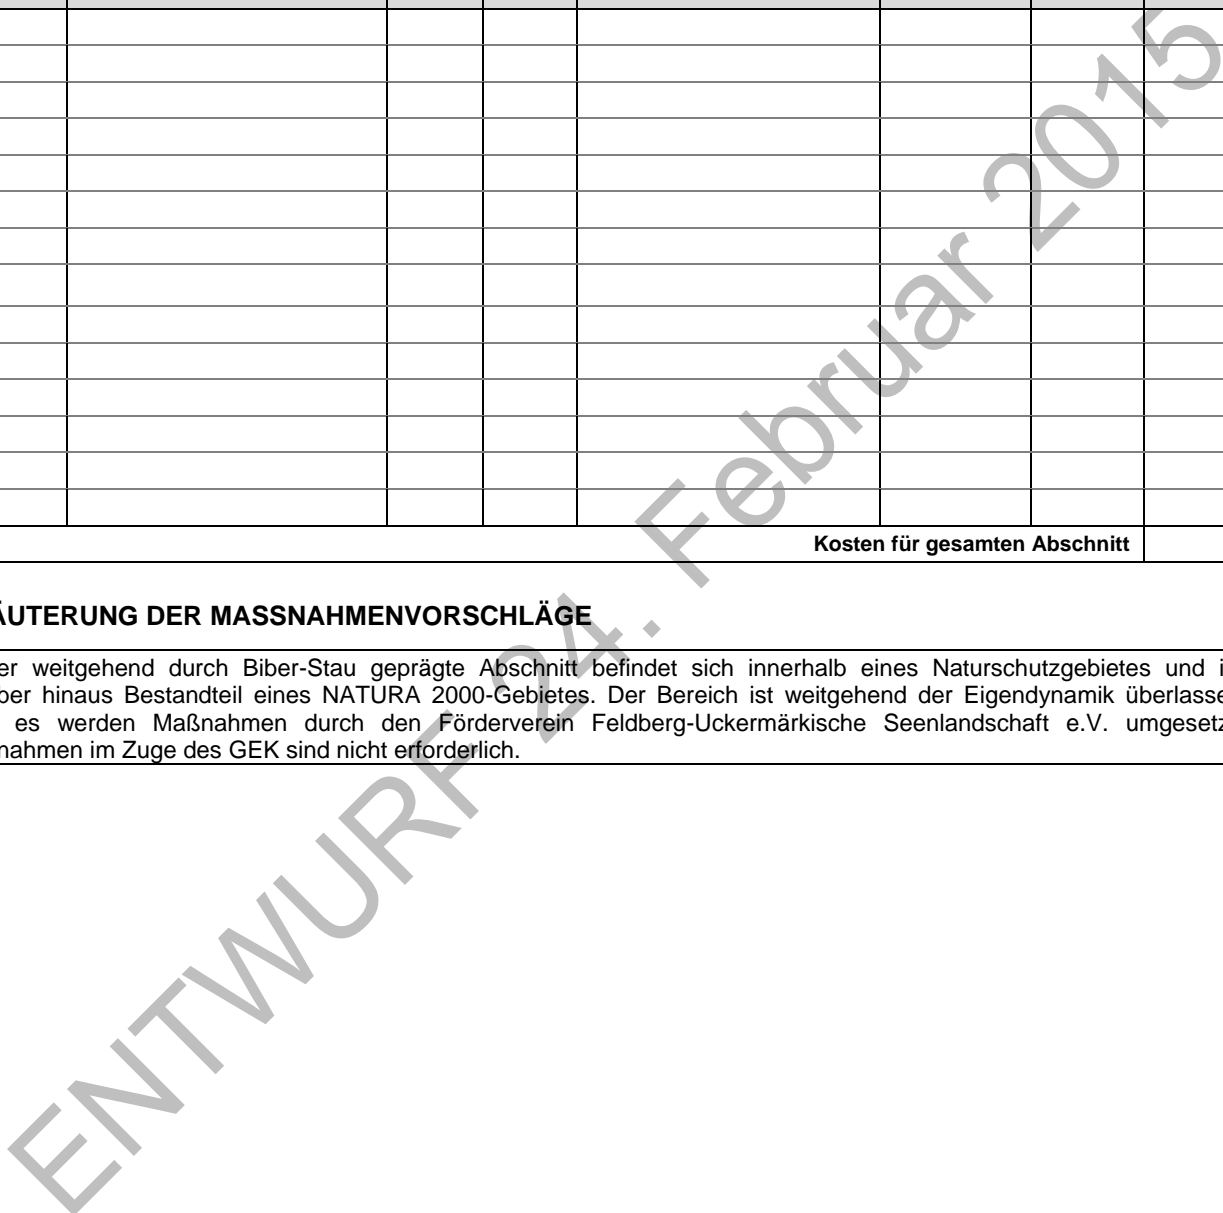 Kosten für gesamten Abschnitt
ÄUTERUNG DER MASSNAHMENVORSCHLÄGE
er weitgehend durch Biber-Stau geprägte Abschnitt befindet sich innerhalb eines Naturschutzgebietes und i
ber hinaus Bestandteil eines NATURA 2000-Gebietes. Der Bereich ist weitgehend der Eigendynamik überlasse
es werden Maßnahmen durch den Förderverein Feldberg-Uckermärkische Seenlandschaft e.V. umgesetz
nahmen im Zuge des GEK sind nicht erforderlich.
ENTWURF 24. Februar 2015